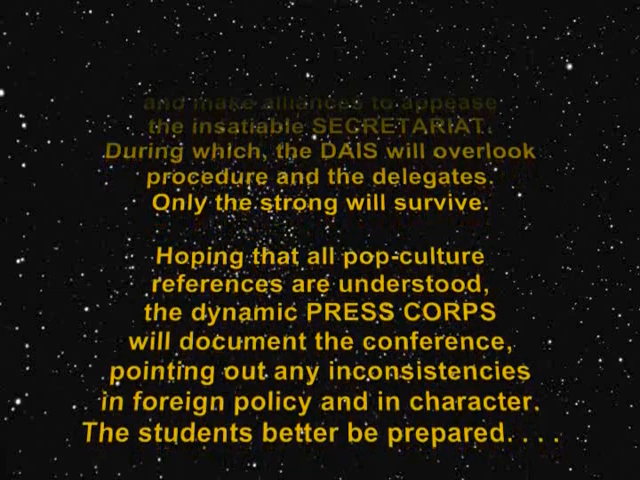 and make alliances to appease
the insatiable SECRETARIAT.
During which, the DAIS will overlook
procedure and the delegates.
Only the strong will survive.
Hoping that all pop-culture
references are understood,
the dynamic PRESS CORPS
will document the conference,
pointing out any inconsistencies
in foreign policy and in character.
The students better be prepared. . . .